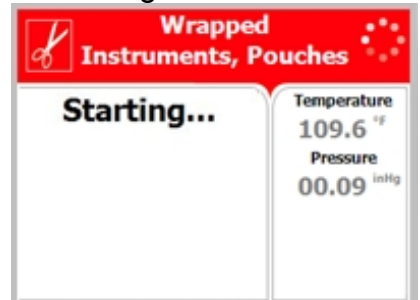 Wrapped
Instruments, Pouches
Starting...
Temperature
109.6 °F
Pressure
00.09 inHg